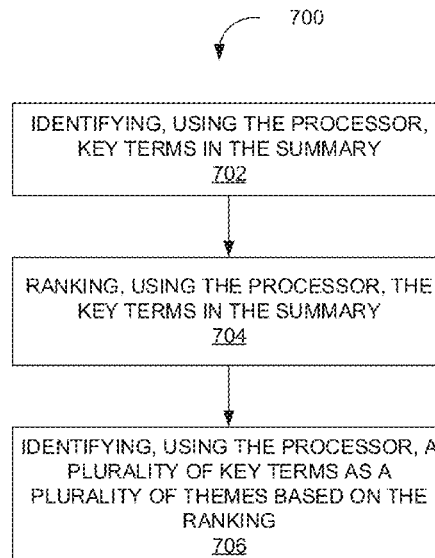 700
IDENTIFYING, USING THE PROCESSOR,
KEY TERMS IN THE SUMMARY
702
RANKING, USING THE PROCESSOR, THE
KEY TERMS IN THE SUMMARY
704
IDENTIFYING, USING THE PROCESSOR, A
PLURALITY OF KEY TERMS AS A
PLURALITY OF THEMES BASED ON THE
RANKING
706